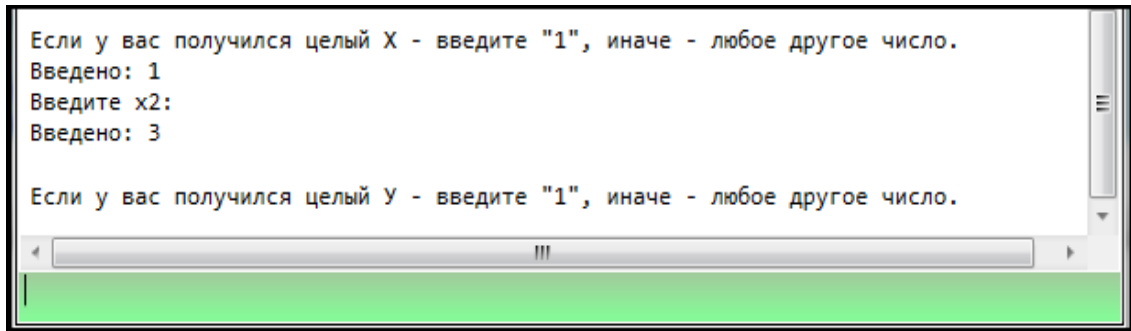 Если у вас получился целый Х - введите "1", иначе - любое другое число.
Введено: 1
Введите x2:
Введено: 3
Если у вас получился целый У - введите "1", иначе - любое другое число.